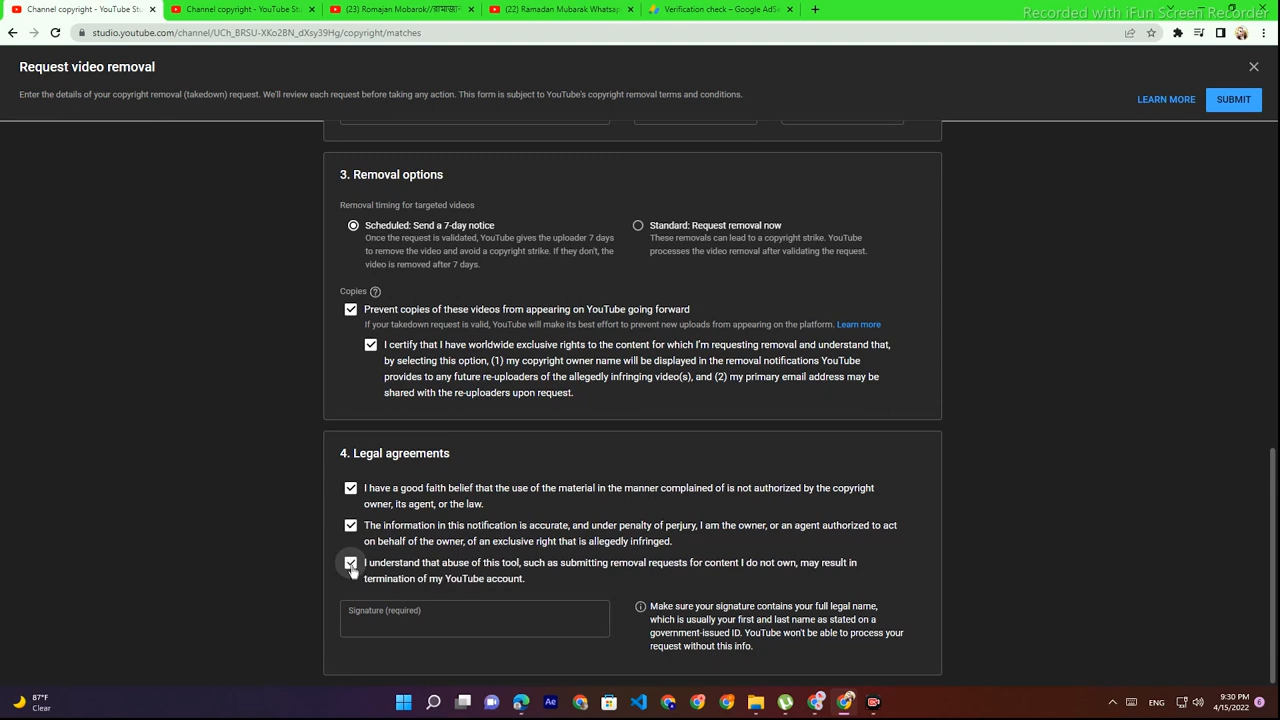 Channel copyright - YouTube Stu
Channel copyright - YouTube Stu
(23) Romajan Mobarok//
(22) Ramadan Mubarak Whatsap
Verification check – Google AdSe
Recorded with iFun Screen Recorder
studio.youtube.com/channel/UCh_BRSU-XKo2BN_dXsy39Hg/copyright/matches
Request video removal
Enter the details of your copyright removal (takedown) request. We'll review each request before taking any action. This form is subject to YouTube's copyright removal terms and conditions.
LEARN MORE
SUBMIT
3. Removal options
Removal timing for targeted videos
Scheduled: Send a 7-day notice
Once the request is validated, YouTube gives the uploader 7 days
to remove the video and avoid a copyright strike. If they don't, the
video is removed after 7 days.
Standard: Request removal now
These removals can lead to a copyright strike. YouTube
processes the video removal after validating the request.
Copies
Prevent copies of these videos from appearing on YouTube going forward
If your takedown request is valid, YouTube will make its best effort to prevent new uploads from appearing on the platform. Learn more
I certify that I have worldwide exclusive rights to the content for which I'm requesting removal and understand that,
by selecting this option, (1) my copyright owner name will be displayed in the removal notifications YouTube
provides to any future re-uploaders of the allegedly infringing video(s), and (2) my primary email address may be
shared with the re-uploaders upon request.
4. Legal agreements
I have a good faith belief that the use of the material in the manner complained of is not authorized by the copyright
owner, its agent, or the law.
The information in this notification is accurate, and under penalty of perjury, I am the owner, or an agent authorized to act
on behalf of the owner, of an exclusive right that is allegedly infringed.
I understand that abuse of this tool, such as submitting removal requests for content I do not own, may result in
termination of my YouTube account.
Signature (required)
Make sure your signature contains your full legal name,
which is usually your first and last name as stated on a
government-issued ID. YouTube won't be able to process your
request without this info.
87°F
Clear
Ae
ENG
9:30 PM
4/15/2022
6